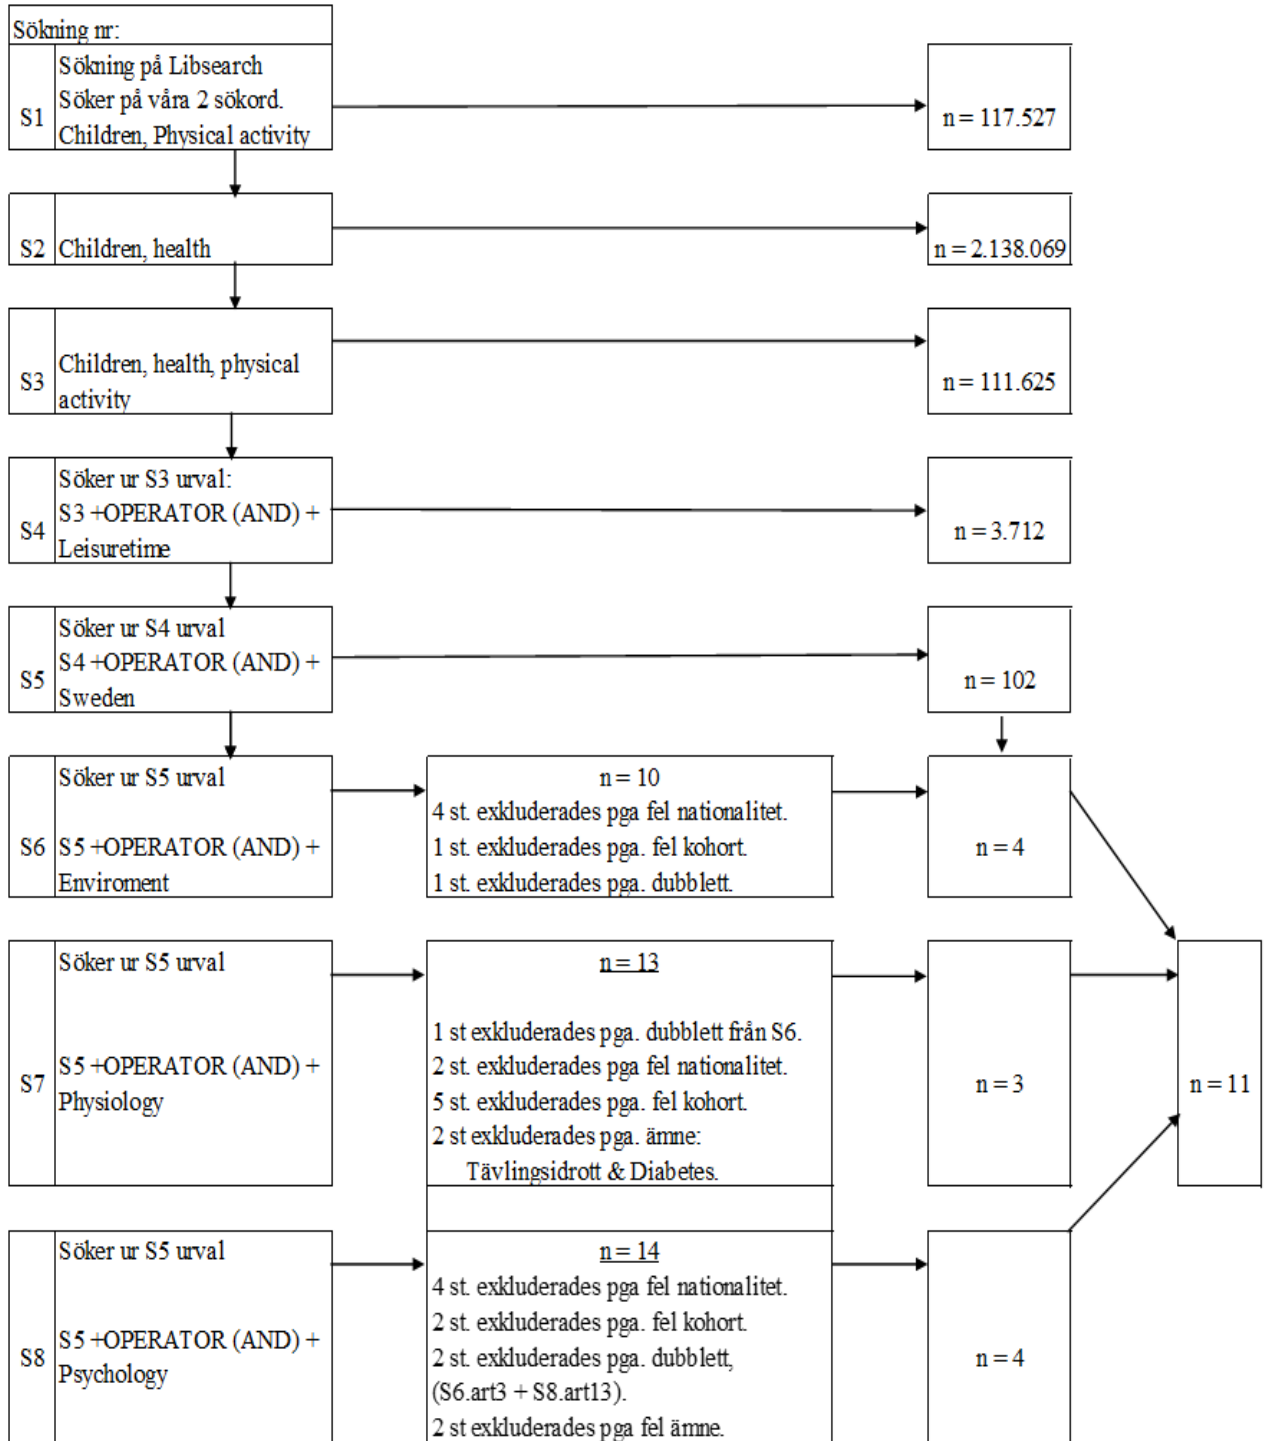 Sökning nr:
S1
Sökning på Libsearch
Söker på våra 2 sökord.
Children, Physical activity
n = 117.527
S2
Children, health
n = 2.138.069
S3
Children, health, physical
activity
n = 111.625
S4
Söker ur S3 urval:
S3 +OPERATOR (AND) +
Leisuretime
n = 3.712
S5
Söker ur S4 urval
S4 +OPERATOR (AND) +
Sweden
n = 102
S6
Söker ur S5 urval
S5 +OPERATOR (AND) +
Enviroment
n = 10
4 st. exkluderades pga fel nationalitet.
1 st. exkluderades pga. fel kohort.
1 st. exkluderades pga. dubblett.
n = 4
S7
Söker ur S5 urval
S5 +OPERATOR (AND) +
Physiology
n = 13
1 st exkluderades pga. dubblett från S6.
2 st. exkluderades pga fel nationalitet.
5 st. exkluderades pga. fel kohort.
2 st exkluderades pga. ämne:
Tävlingsidrott & Diabetes.
n = 3
n = 11
S8
Söker ur S5 urval
S5 +OPERATOR (AND) +
Psychology
n = 14
4 st. exkluderades pga fel nationalitet.
2 st. exkluderades pga. fel kohort.
2 st. exkluderades pga. dubblett,
(S6.art3 + S8.art13).
2 st exkluderades pga fel ämne.
n = 4